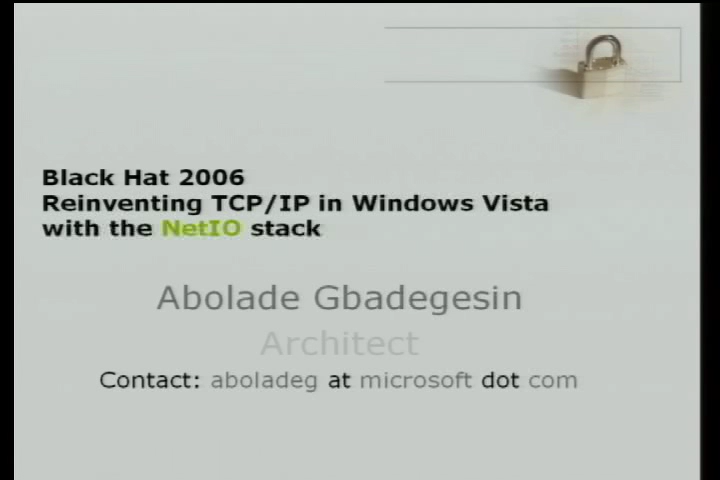 Black Hat 2006
Reinventing TCP/IP in Windows Vista
with the NetIO stack
Abolade Gbadegesin
Architect
Contact: aboladeg at microsoft dot com